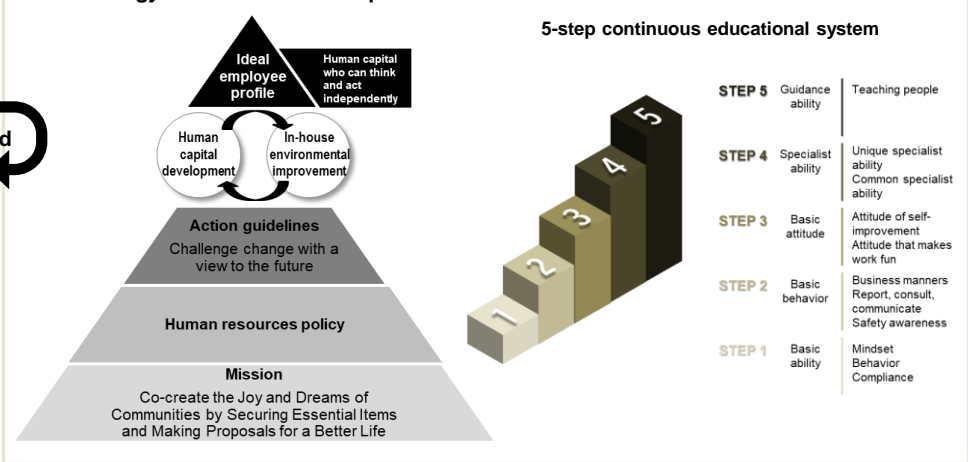 5-step continuous educational system
Ideal
employee
profile
Human capital
who can think
and act
independently
d
Human
capital
development
In-house
environmental
improvement
Action guidelines
Challenge change with a
view to the future
Human resources policy
Mission
Co-create the Joy and Dreams of
Communities by Securing Essential Items
and Making Proposals for a Better Life
5
4
3
2
1
STEP 5
Guidance
ability
Teaching people
STEP 4
Specialist
ability
Unique specialist
ability
Common specialist
ability
STEP 3
Basic
attitude
Attitude of self-
improvement
Attitude that makes
work fun
STEP 2
Basic
behavior
Business manners
Report, consult,
communicate
Safety awareness
STEP 1
Basic
ability
Mindset
Behavior
Compliance